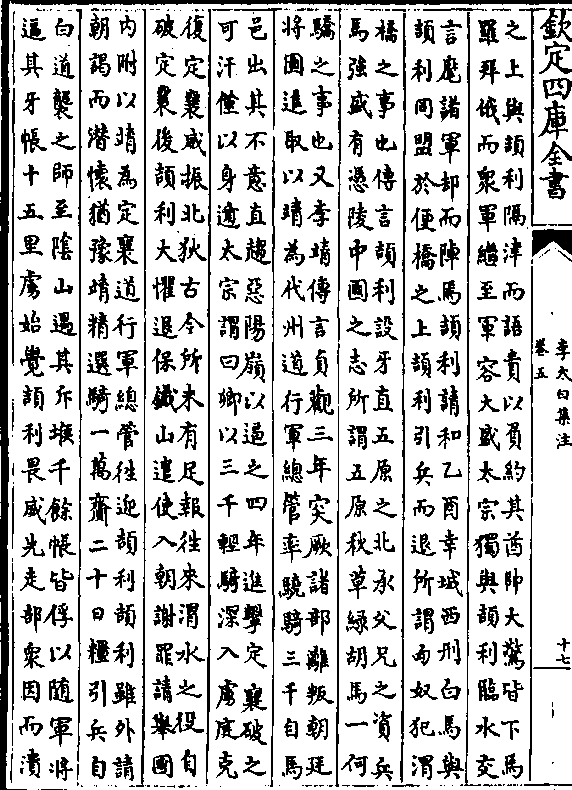 欽定四庫全書
李太白集注
卷五
十七
之上與頡利隔津而語責以負約其酋帥大驚皆下馬
羅拜俄而衆軍繼至軍容大盛太宗獨與頡利臨水交
言麾諸軍却而陣焉頡利請和乙酉幸城西刑白馬與
頡利同盟於便橋之上頡利引兵而退所謂匈奴犯渭
橋之事也傳言頡利設牙直五原之北承父兄之資兵
馬強盛有憑陵中國之志所謂五原秋草綠胡馬一何
驕之事也又李靖傳言貞觀三年突厥諸部離叛朝廷
將圖進取以靖為代州道行軍總管率驍騎三千自馬
邑出其不意直趨惡陽嶺以逼之四年進擊定襄破之
可汗僅以身遁太宗謂曰卿以三千輕騎深入虜庭克
復定襄威振北狄古今所未有足報往來渭水之役自
破定襄後頡利大懼退保鐵山遣使入朝謝罪請舉國
內附以靖為定襄道行軍總管往迎頡利頡利雖外請
朝謁而潛懷猶豫靖精選騎一萬齎二十日糧引兵自
白道襲之師至陰山遇其斥堠千餘帳皆俘以隨軍將
逼其牙帳十五里虜始覺頡利畏威先走部衆因而潰